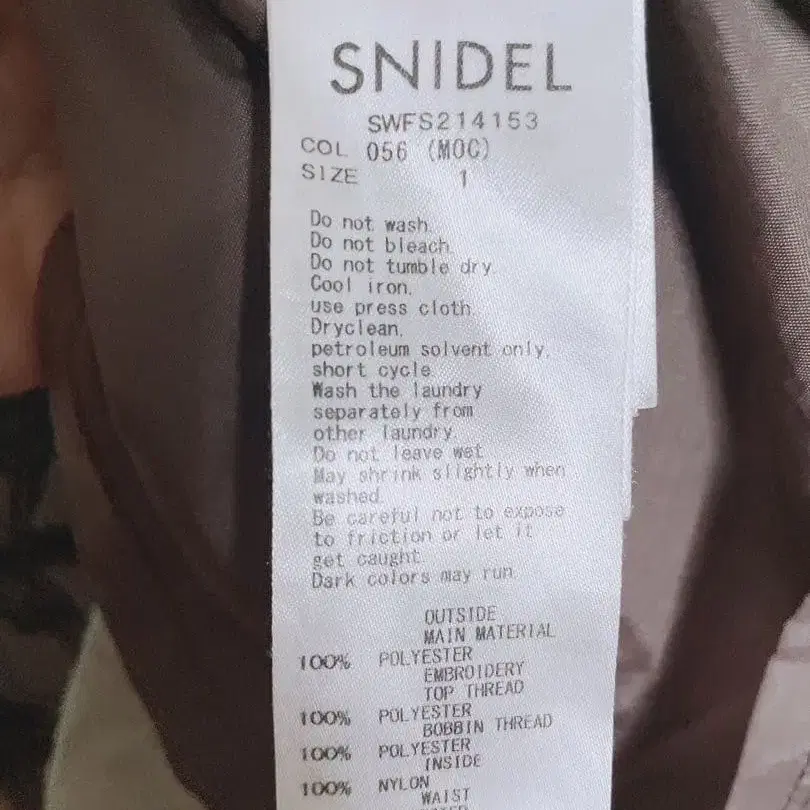 SNIDEL
SWFS214153
COL 056 (MOC)
SIZE 1
Do not wash.
Do not bleach.
Do not tumble dry.
Cool iron.
use press cloth.
Dryclean.
petroleum solvent only,
short cycle
Wash the laundry
separately from
other laundry.
Do not leave wet
May shrink slightly when
washed.
Be careful not to expose
to friction or let it
get caught.
Dark colors may run
OUTSIDE
MAIN MATERIAL
100% POLYESTER
EMBROIDERY
TOP THREAD
100% POLYESTER
BOBBIN THREAD
100% POLYESTER
INSIDE
100% NYLON
WAIST